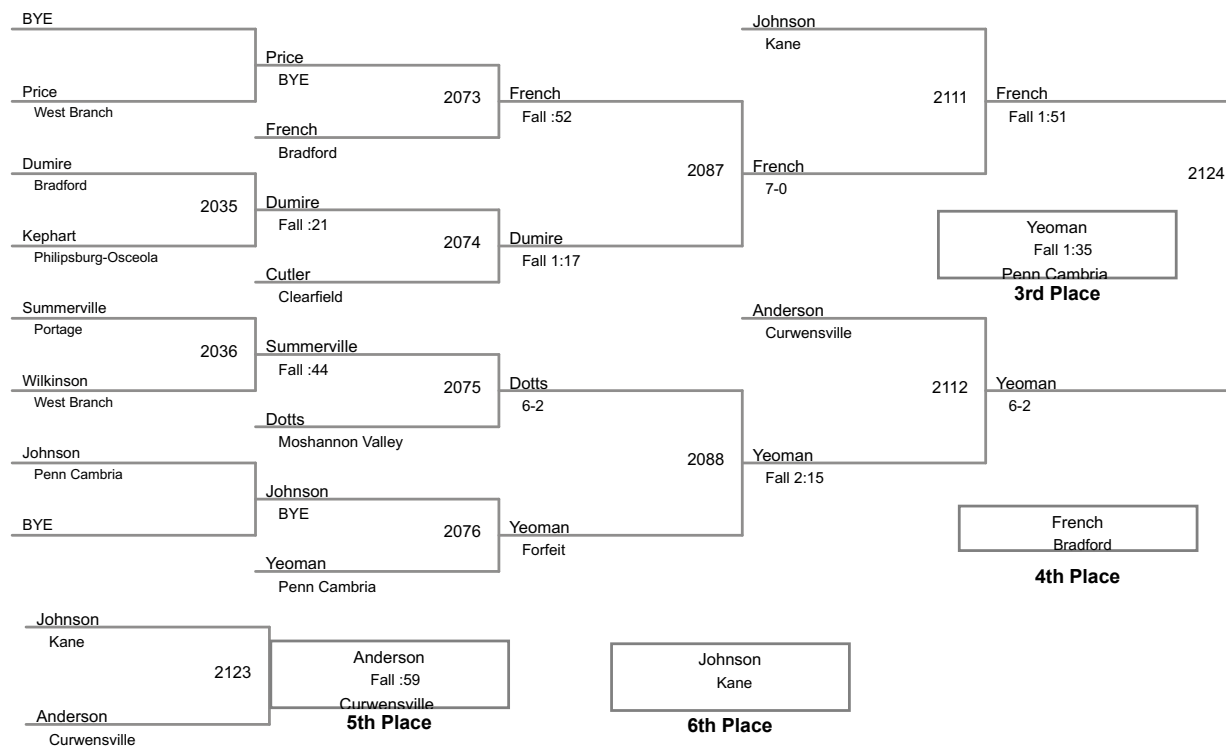 BYE
Price
West Branch
Dumire
Bradford
2035
Kephart
Philipsburg-Osceola
Summerville
Portage
2036
Wilkinson
West Branch
Johnson
Penn Cambria
BYE
Price
BYE
2073
French
Bradford
Dumire
Fall :21
2074
Cutler
Clearfield
Summerville
Fall :44
2075
Dotts
Moshannon Valley
Johnson
BYE
2076
Yeoman
Penn Cambria
French
Fall :52
2087
Dumire
Fall 1:17
Dotts
6-2
2088
Yeoman
Forfeit
Johnson
Kane
2111
French
7-0
Anderson
Curwensville
2112
Yeoman
Fall 2:15
French
Fall 1:51
2124
Yeoman
6-2
Yeoman
Fall 1:35
Penn Cambria
3rd Place
French
Bradford
4th Place
Johnson
Kane
2123
Anderson
Curwensville
Anderson
Fall :59
Curwensville
5th Place
Johnson
Kane
6th Place